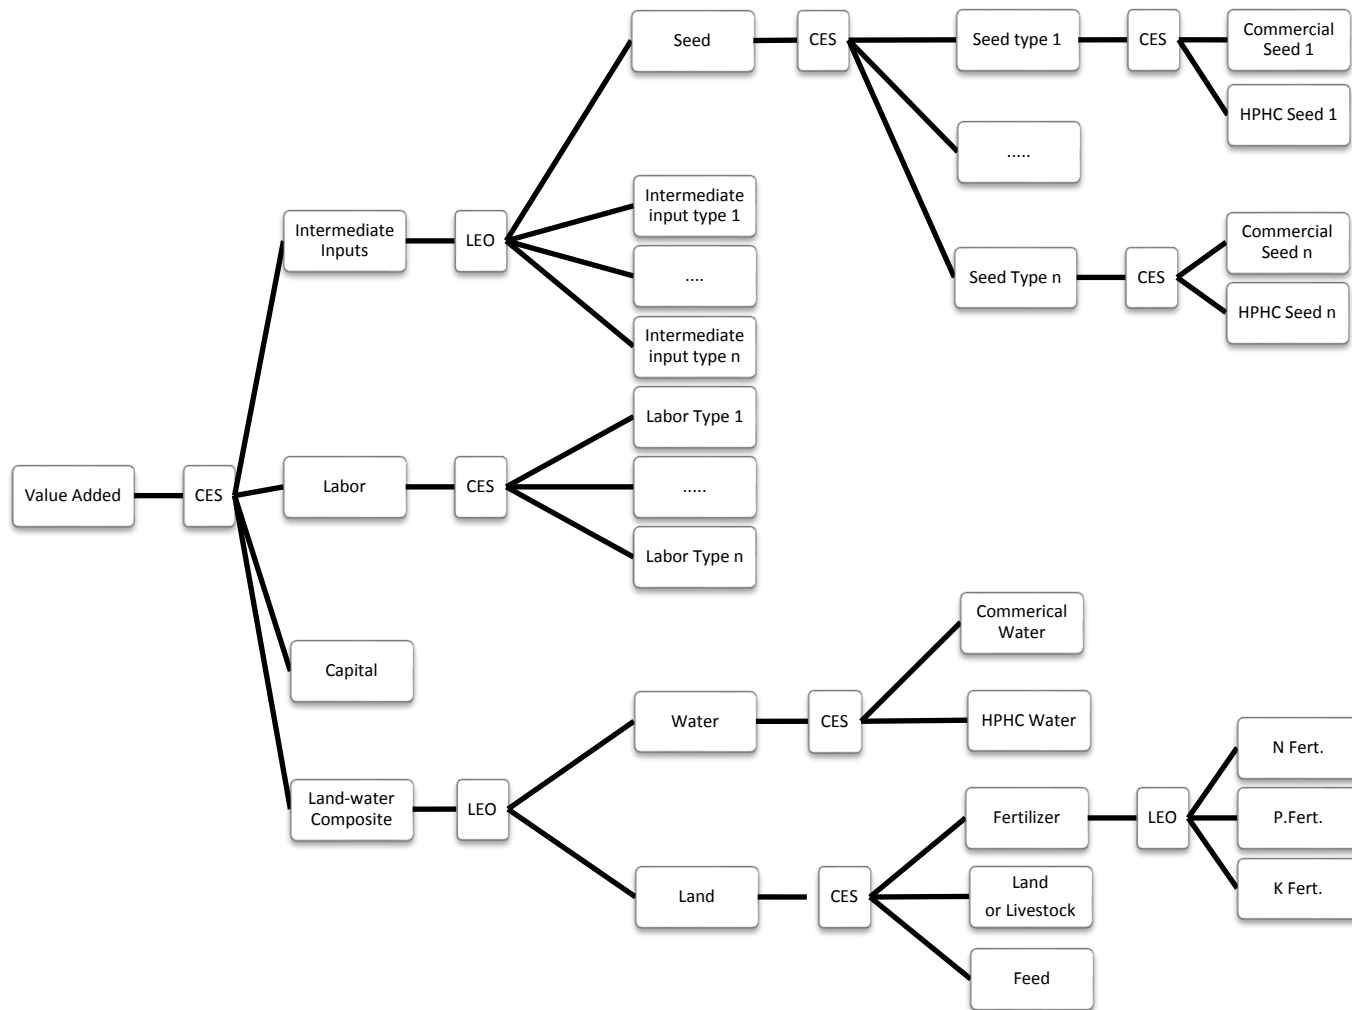 Seed
CES
Seed type 1
CES
Commercial
Seed 1
HPHC Seed 1
.....
Intermediate
input type 1
Intermediate
Inputs
LEO
....
Intermediate
input type n
Seed Type n
CES
Commercial
Seed n
HPHC Seed n
Value Added
CES
Labor
CES
Labor Type 1
.....
Labor Type n
Capital
Land-water
Composite
LEO
Water
CES
Commerical
Water
HPHC Water
Land
CES
Fertilizer
LEO
N Fert.
P.Fert.
K Fert.
Land
or Livestock
Feed